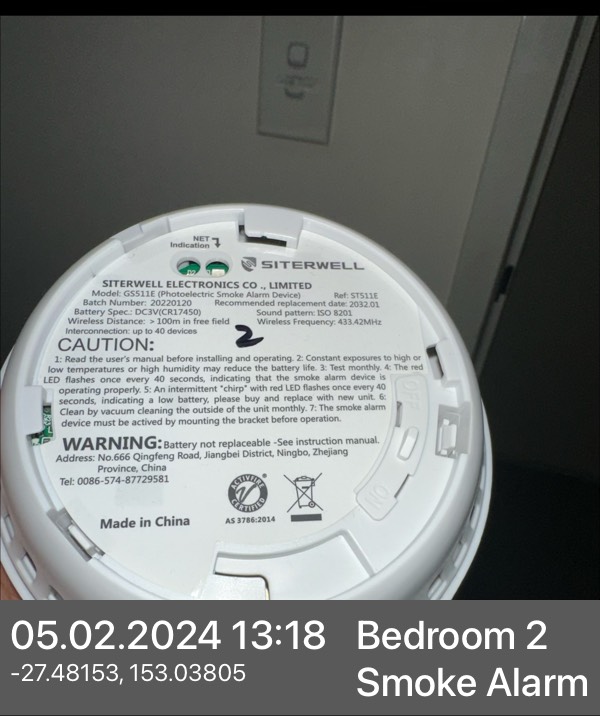 NET
Indication
SITERWELL
SITERWELL ELECTRONICS CO ., LIMITED
Model: GS511E (Photoelectric Smoke Alarm Device) Ref: ST511E
Batch Number: 20220120 Recommended replacement date: 2032.01
Battery Spec.: DC3V(CR17450) Sound pattern: ISO 8201
Wireless Distance: > 100m in free field Wireless Frequency: 433.42MHz
Interconnection: up to 40 devices
2
CAUTION:
1: Read the user's manual before installing and operating. 2: Constant exposures to high or
low temperatures or high humidity may reduce the battery life. 3: Test monthly. 4: The red
LED flashes once every 40 seconds, indicating that the smoke alarm device is
operating properly. 5: An intermittent "chirp" with red LED flashes once every 40
seconds, indicating a low battery, please buy and replace with new unit. 6:
Clean by vacuum cleaning the outside of the unit monthly. 7: The smoke alarm
device must be actived by mounting the bracket before operation.
WARNING: Battery not replaceable -See instruction manual.
Address: No.666 Qingfeng Road, Jiangbei District, Ningbo, Zhejiang
Province, China
Tel: 0086-574-87729581
OFF
ON
ACTIVFIRE
CERTIFIED
Made in China
AS 3786:2014
05.02.2024 13:18
-27.48153, 153.03805
Bedroom 2
Smoke Alarm